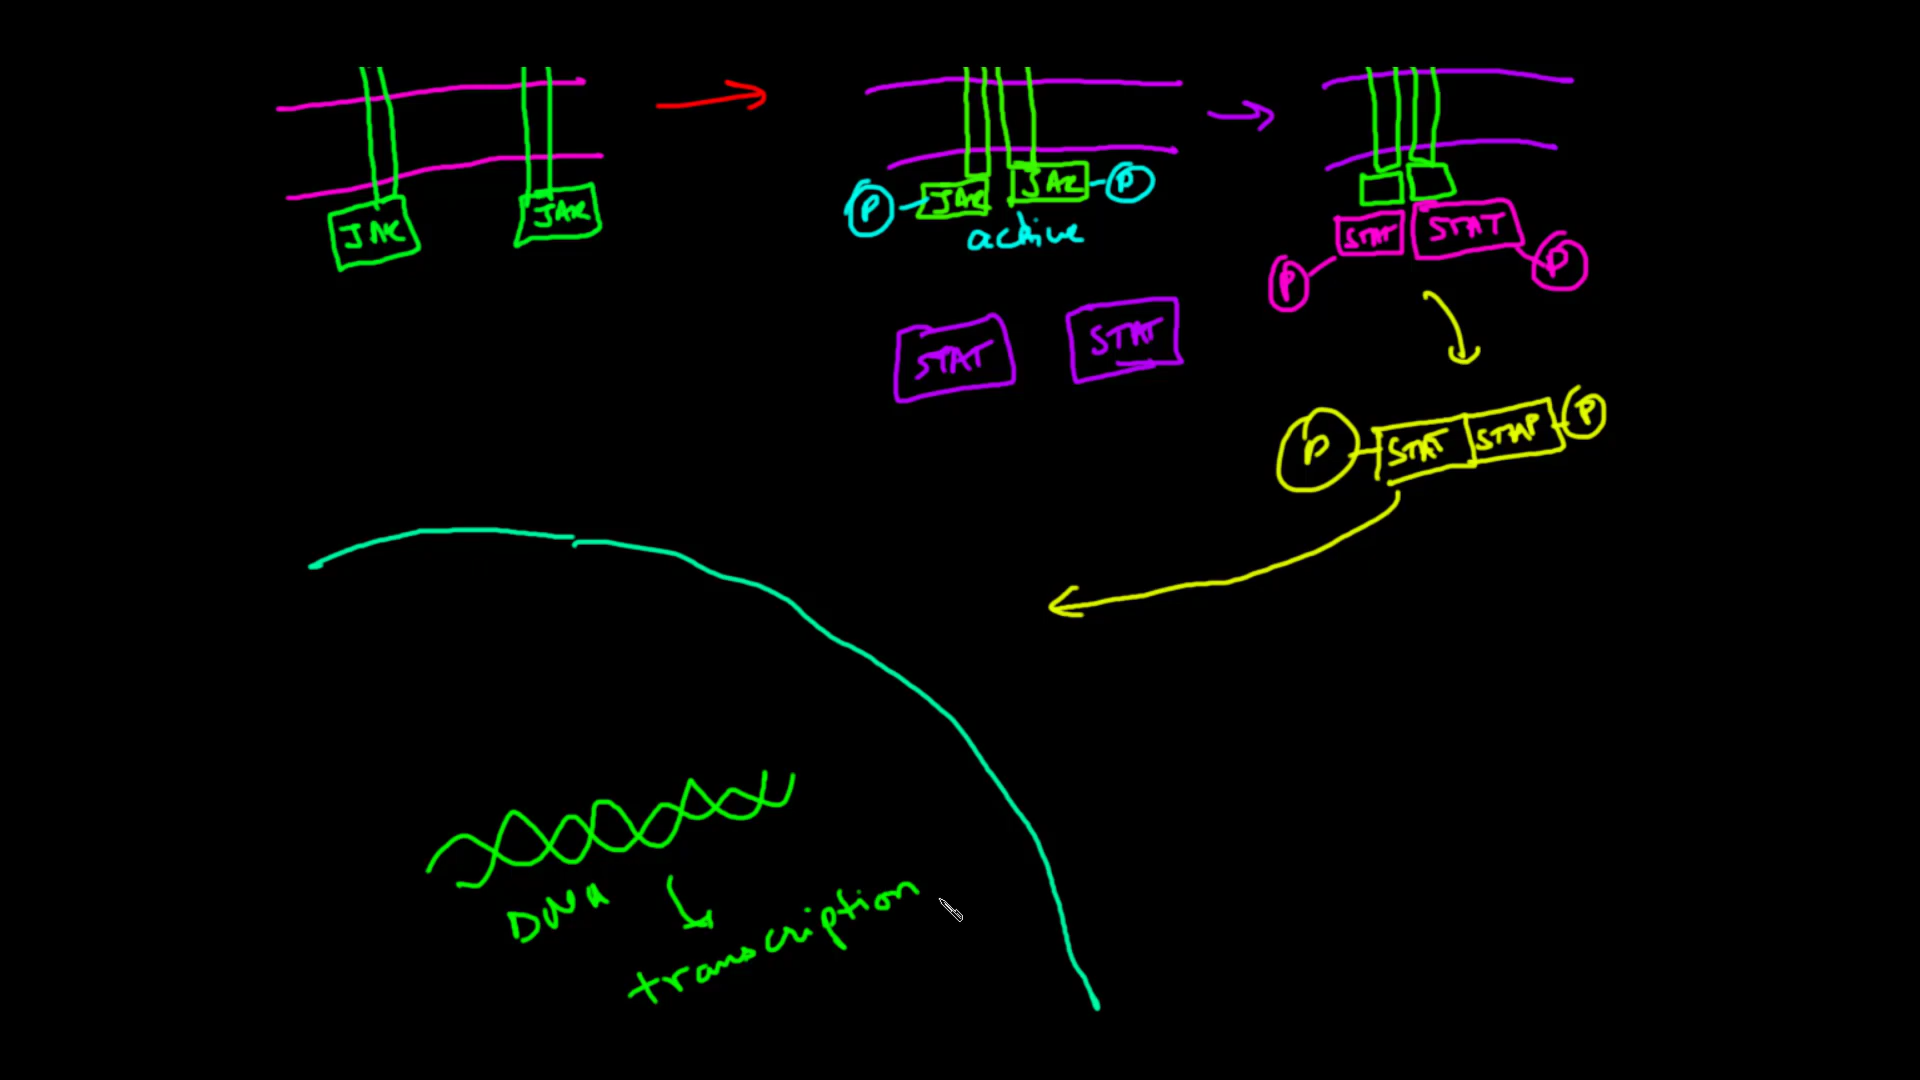 JAK JAK
P JAK JAK P
active
STAT STAT
P STAT STAT P
P STAT STAT P
DNA
transcription